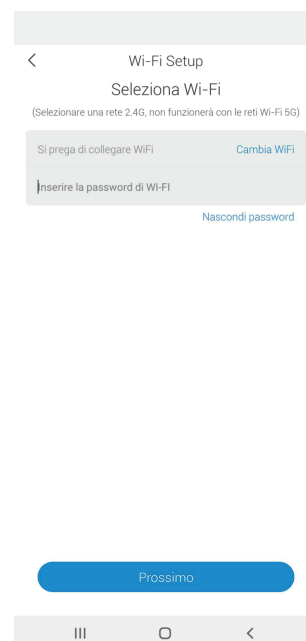 Wi-Fi Setup
Seleziona Wi-Fi
(Selezionare una rete 2.4G, non funzionerà con le reti Wi-Fi 5G)
Si prega di collegare WiFi Cambia WiFi
Inserire la password di WI-FI
Nascondi password
Prossimo